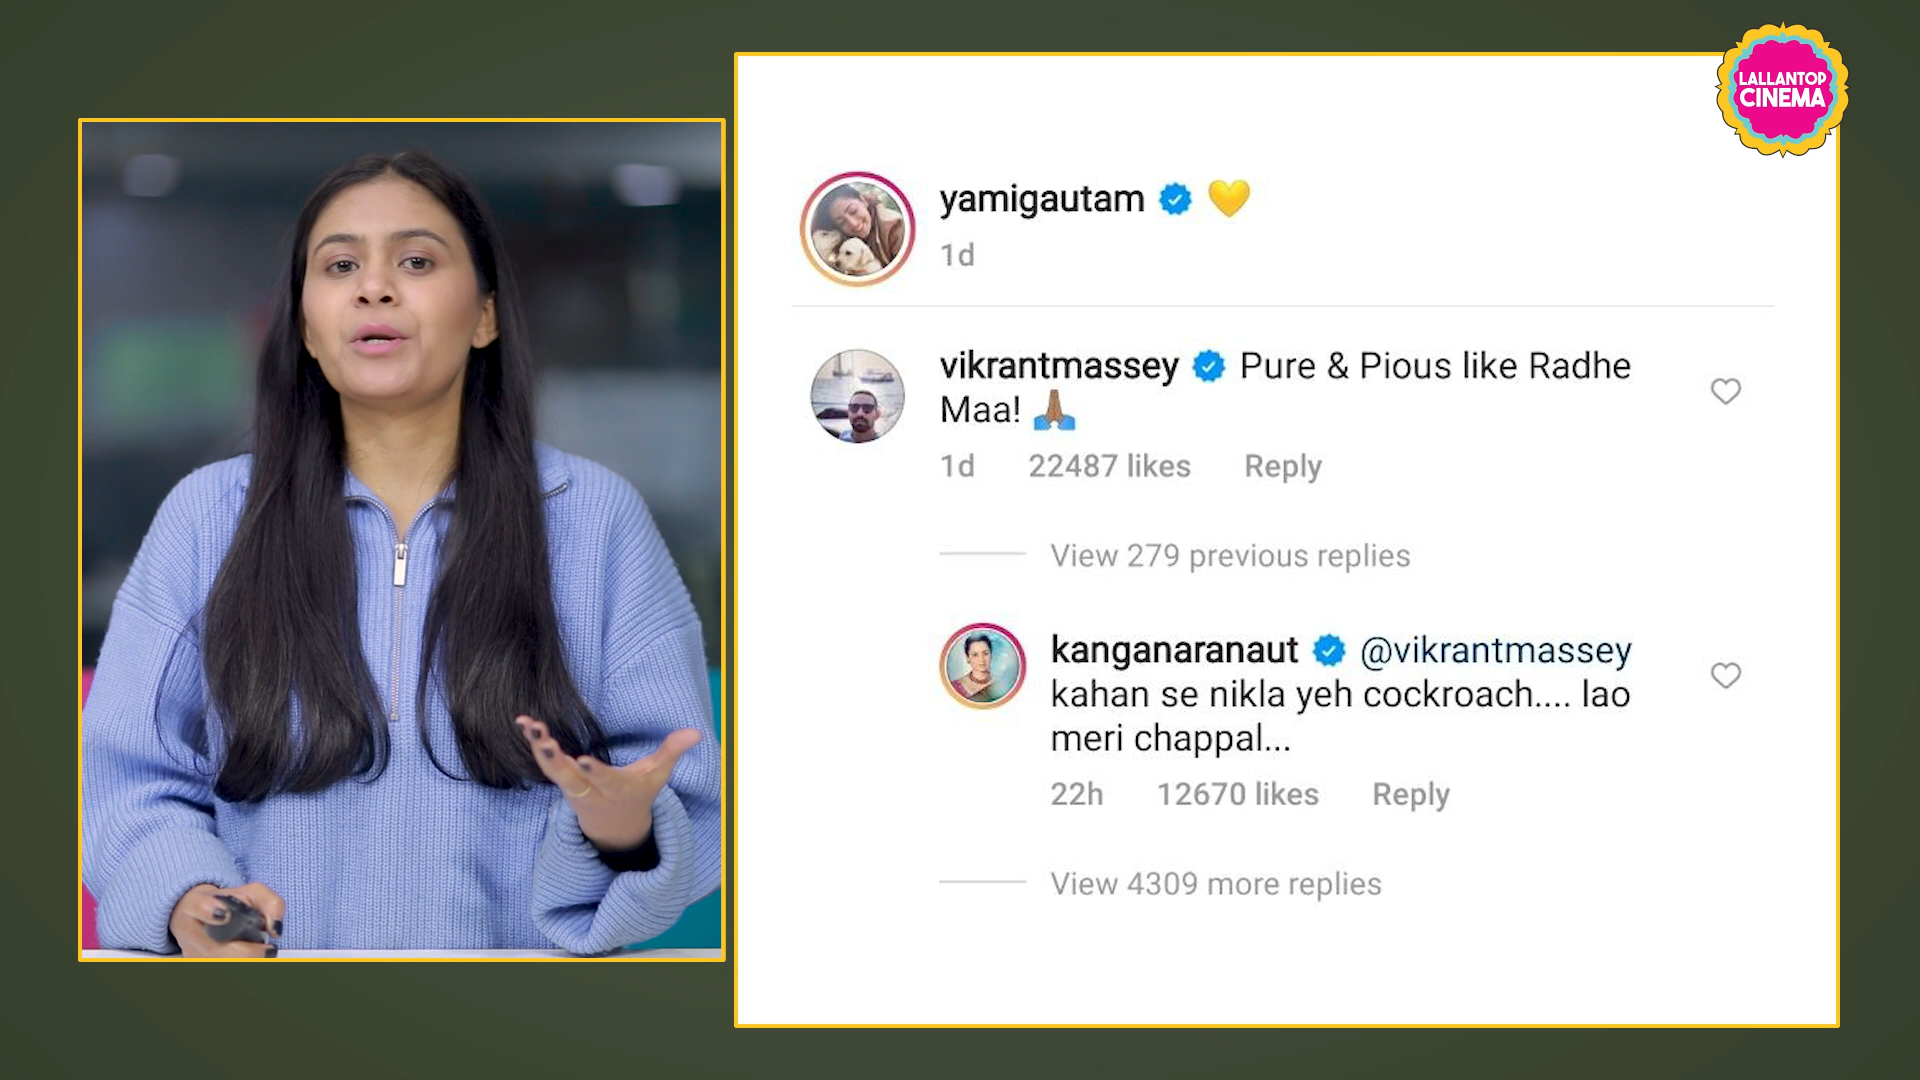 LALLANTOP
CINEMA
yamigautam 💛
1d
vikrantmassey Pure & Pious like Radhe
Maa! 🙏🏽
1d 22487 likes Reply
View 279 previous replies
kanganaranaut @vikrantmassey
kahan se nikla yeh cockroach.... lao
meri chappal...
22h 12670 likes Reply
View 4309 more replies